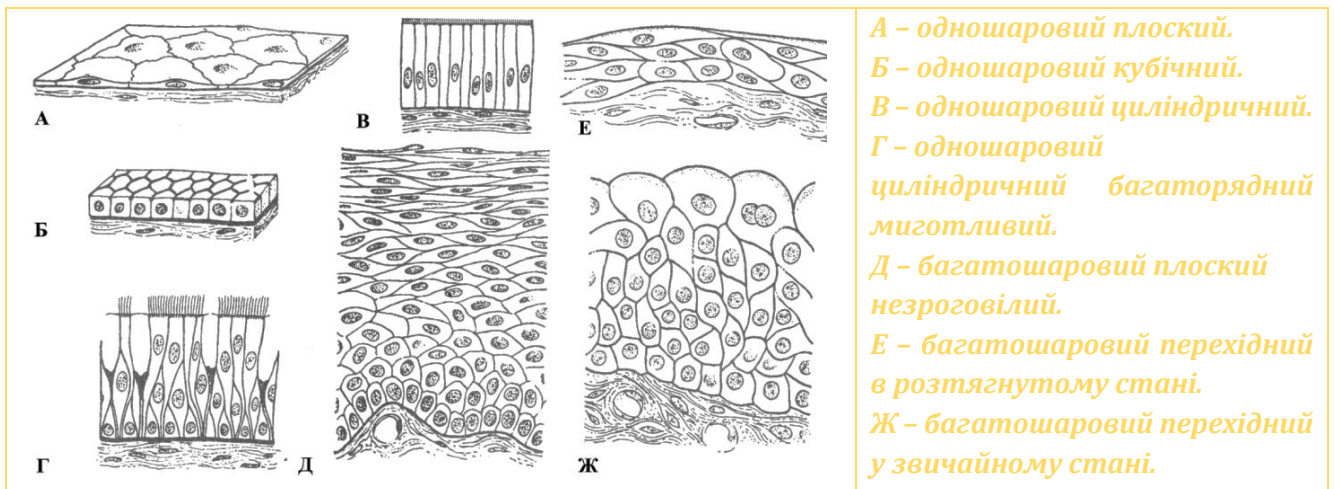 А
В
Е
Б
Г
Д
Ж
А – одношаровий плоский.
Б – одношаровий кубічний.
В – одношаровий циліндричний.
Г – одношаровий
циліндричний багаторядний
миготливий.
Д – багатошаровий плоский
незроговілий.
Е – багатошаровий перехідний
в розтягнутому стані.
Ж – багатошаровий перехідний
у звичайному стані.